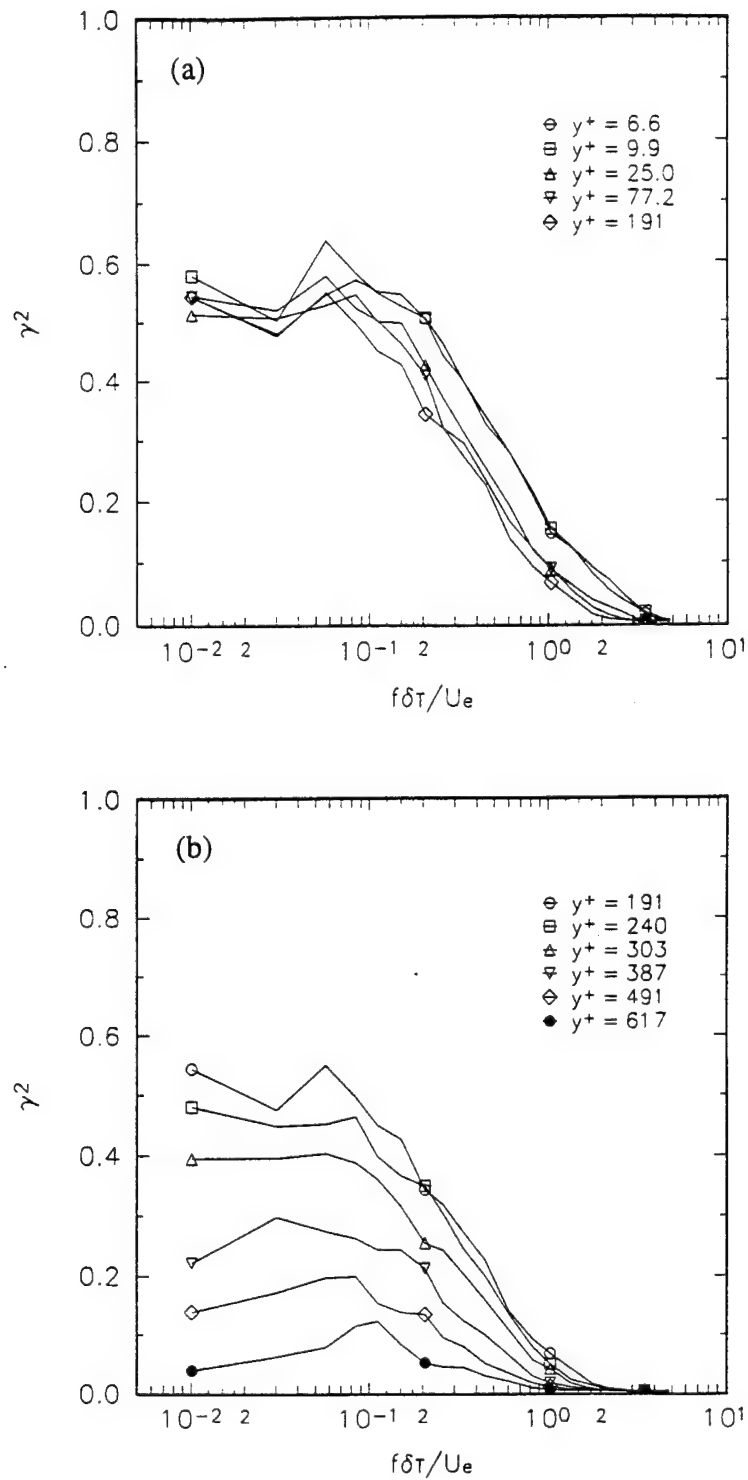 1.0
(a)
0.8
y+ = 6.6
y+ = 9.9
y+ = 25.0
y+ = 77.2
y+ = 191
0.6
γ²
0.4
0.2
0.0
10⁻² 2 10⁻¹ 2 10⁰ 2 10¹
fδT/Ue
1.0
(b)
0.8
y+ = 191
y+ = 240
y+ = 303
y+ = 387
y+ = 491
y+ = 617
0.6
γ²
0.4
0.2
0.0
10⁻² 2 10⁻¹ 2 10⁰ 2 10¹
fδT/Ue